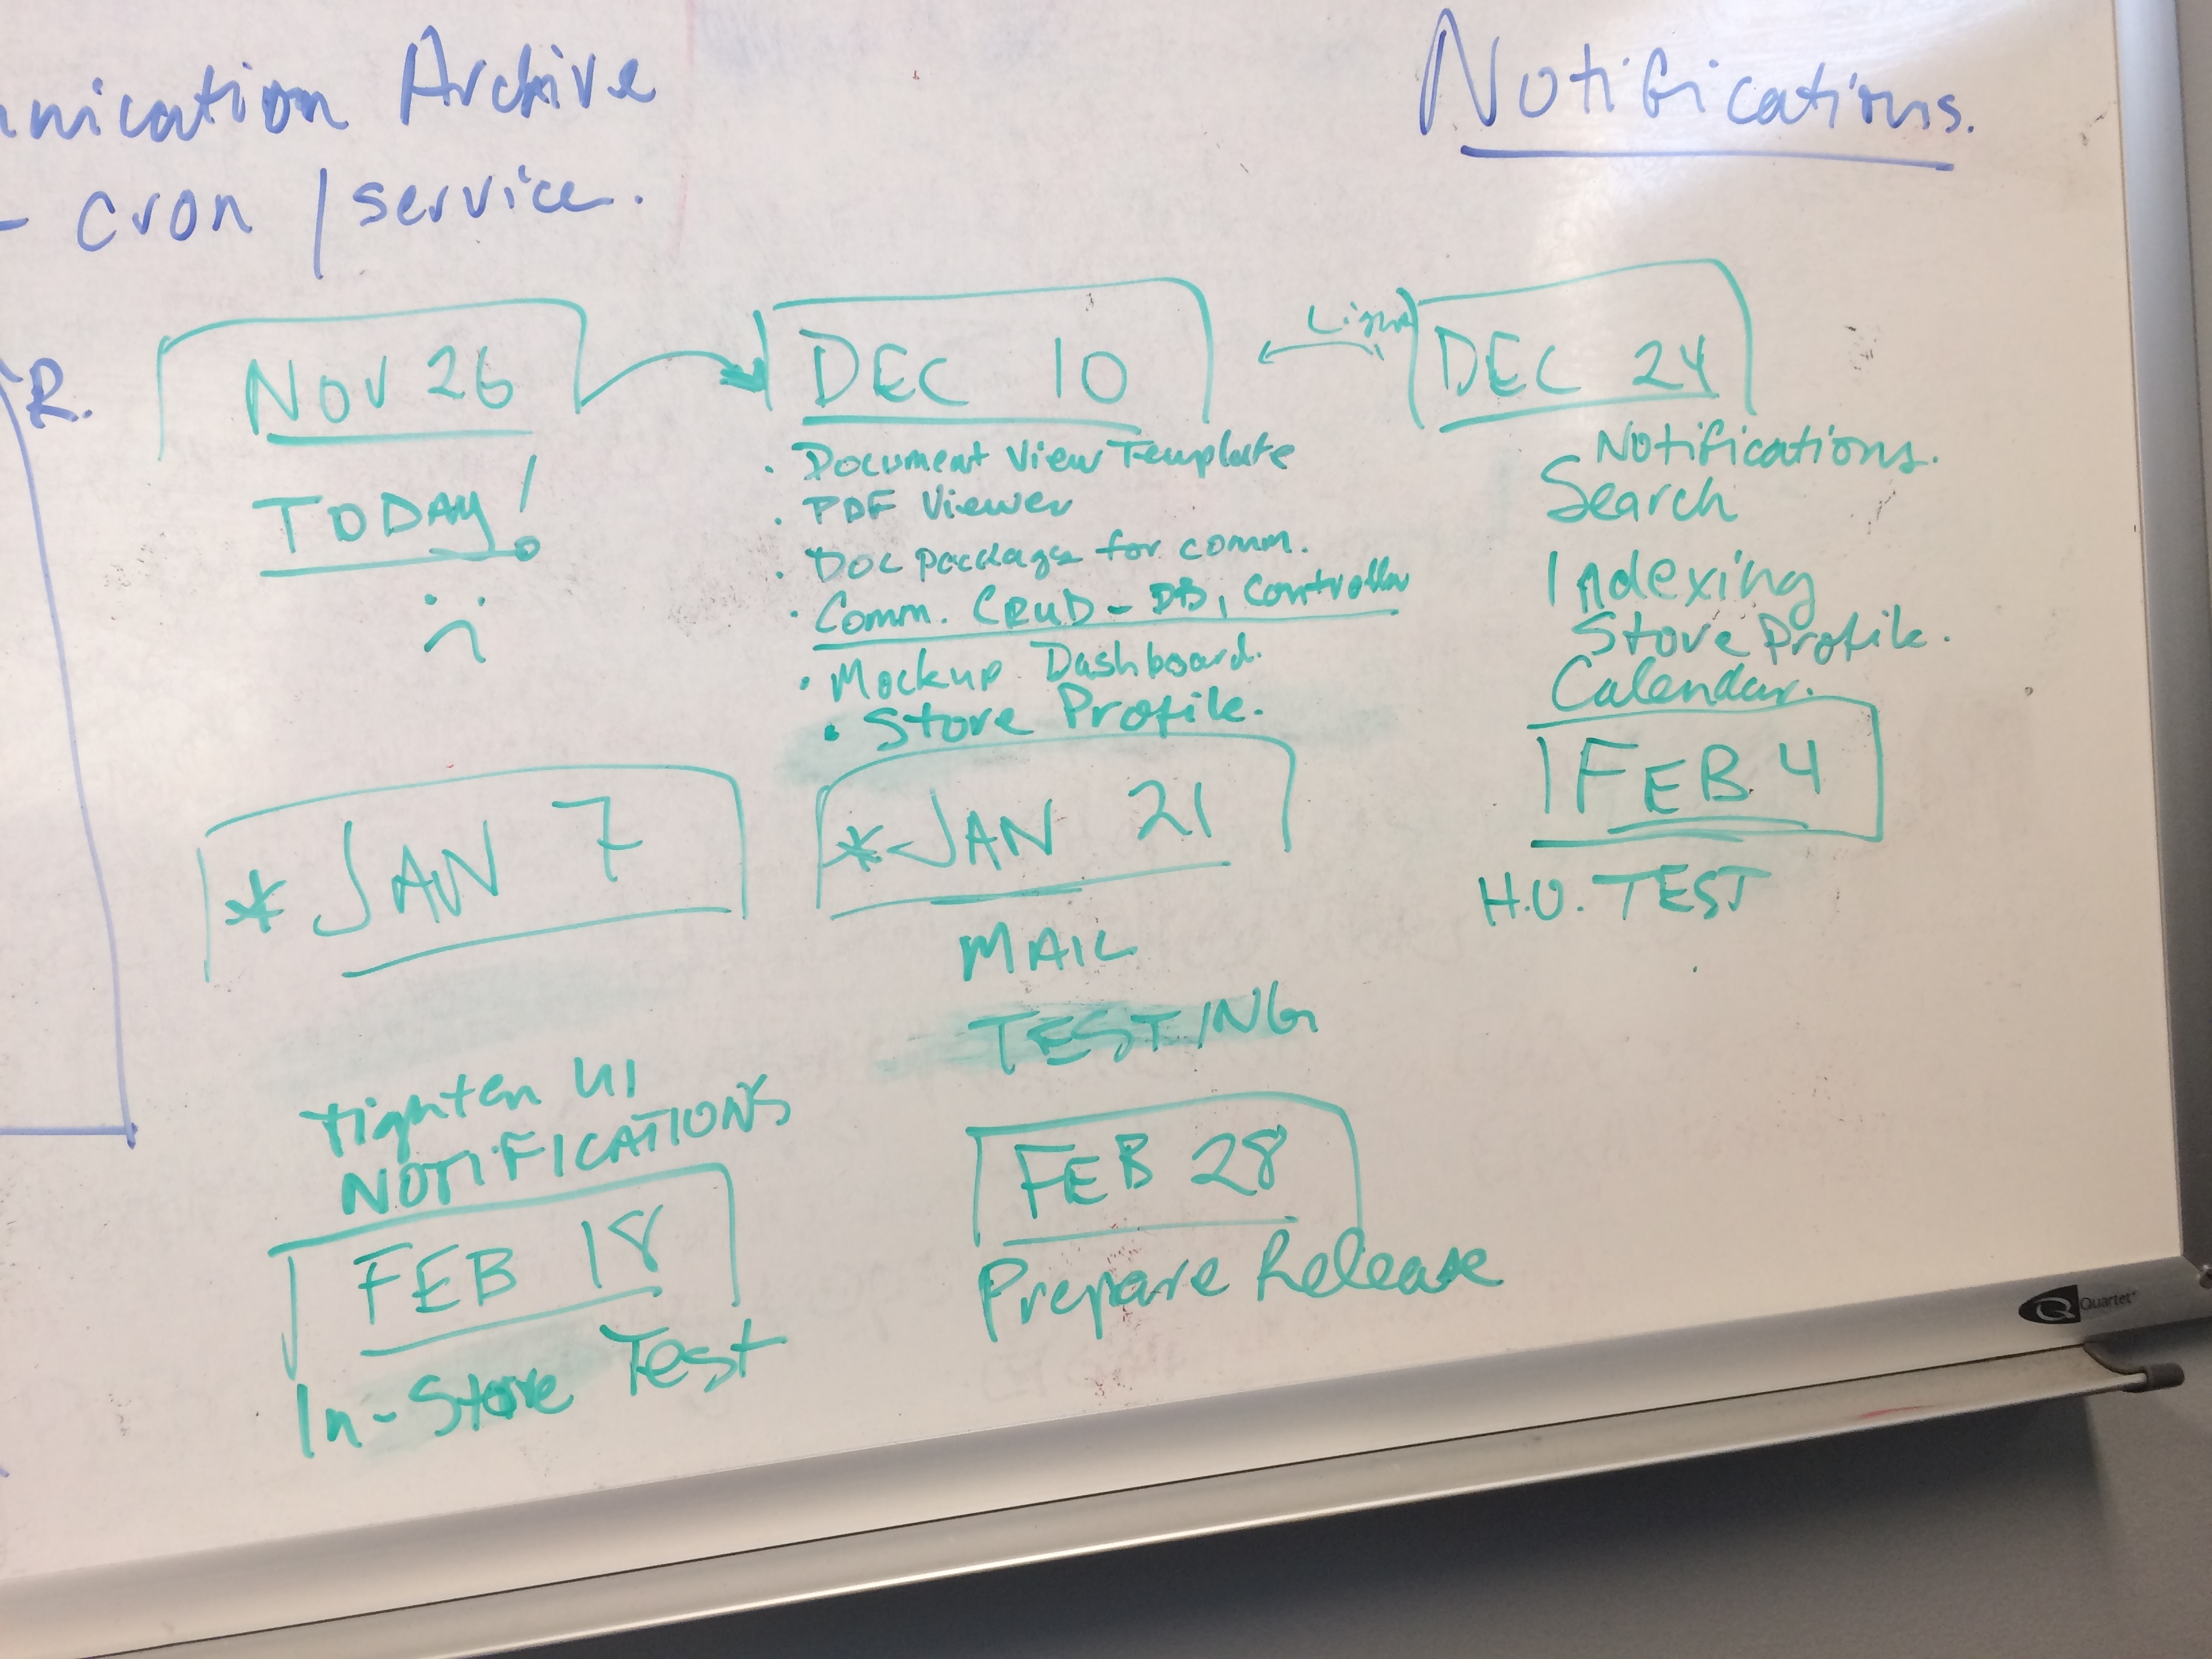 nication Archive
- cron / service.
Notifications.
R.
NOV 26
TODAY!
DEC 10
• Document View Template
• PDF Viewer
• Doc package for comm.
• Comm. CRUD - DB, Controller
• Mockup Dashboard.
• Store Profile.
DEC 24
Notifications.
Search
Indexing
Store Profile.
Calendar.
* JAN 7
tighten UI
NOTIFICATIONS
* JAN 21
MAIL
TESTING
FEB 4
H.O. TEST
FEB 18
In-Store Test
FEB 28
Prepare Release
Quartet